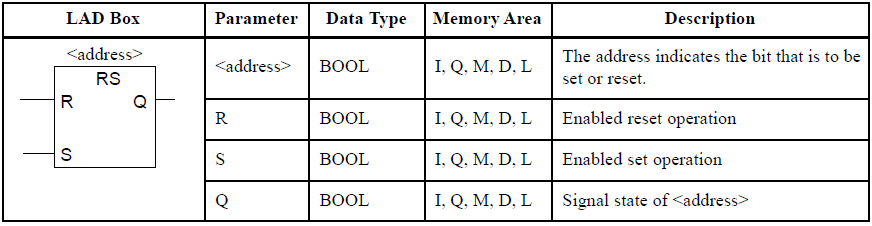 LAD Box Parameter Data Type Memory Area Description
<address>
RS
R Q
S
<address> BOOL I, Q, M, D, L The address indicates the bit that is to be
set or reset.
R BOOL I, Q, M, D, L Enabled reset operation
S BOOL I, Q, M, D, L Enabled set operation
Q BOOL I, Q, M, D, L Signal state of <address>